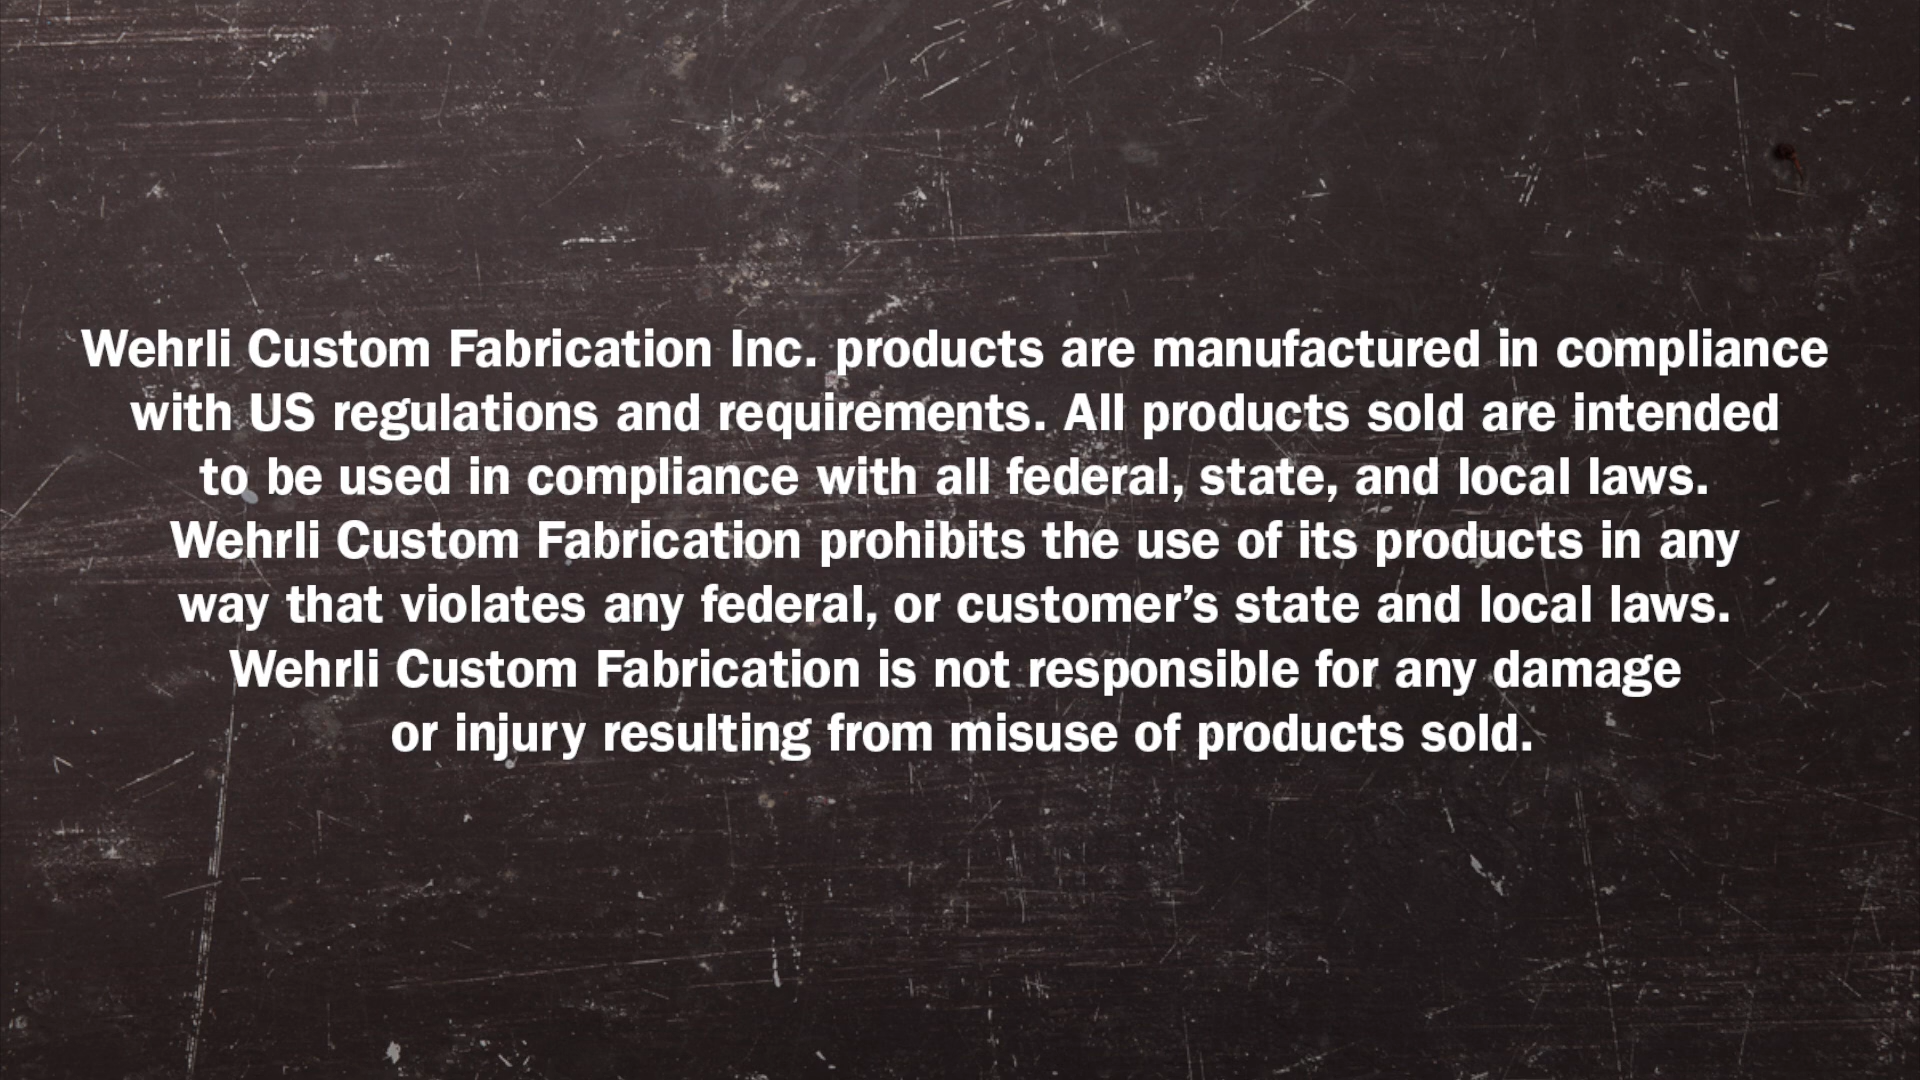 Wehrli Custom Fabrication Inc. products are manufactured in compliance
with US regulations and requirements. All products sold are intended
to be used in compliance with all federal, state, and local laws.
Wehrli Custom Fabrication prohibits the use of its products in any
way that violates any federal, or customer’s state and local laws.
Wehrli Custom Fabrication is not responsible for any damage
or injury resulting from misuse of products sold.